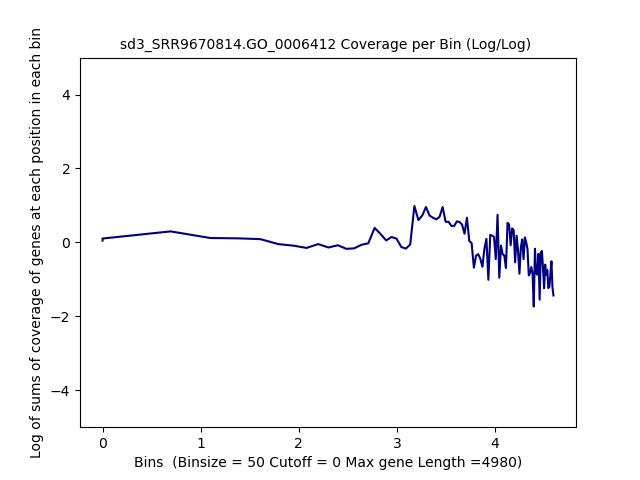 sd3_SRR9670814.GO_0006412 Coverage per Bin (Log/Log)
Log of sums of coverage of genes at each position in each bin
4
2
0
−2
−4
0 1 2 3 4
Bins  (Binsize = 50 Cutoff = 0 Max gene Length =4980)